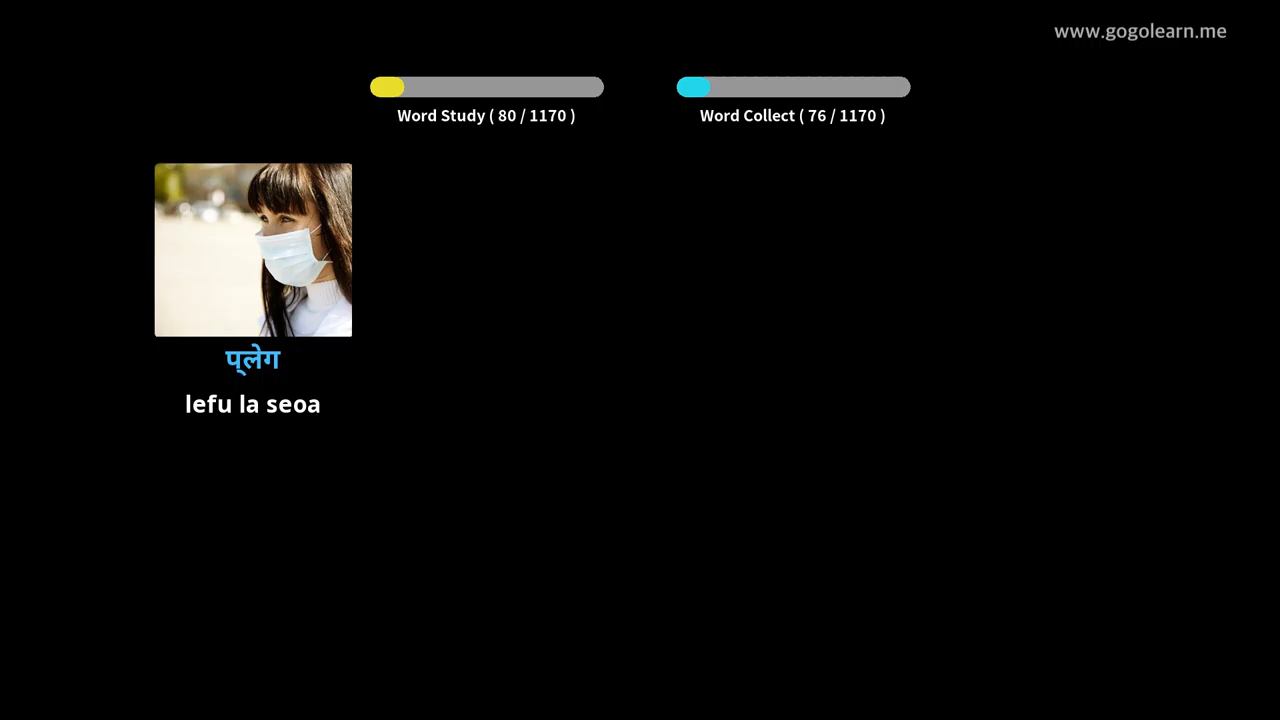 www.gogolearn.me
Word Study ( 80 / 1170 )
Word Collect ( 76 / 1170 )
प्लेग
lefu la seoa